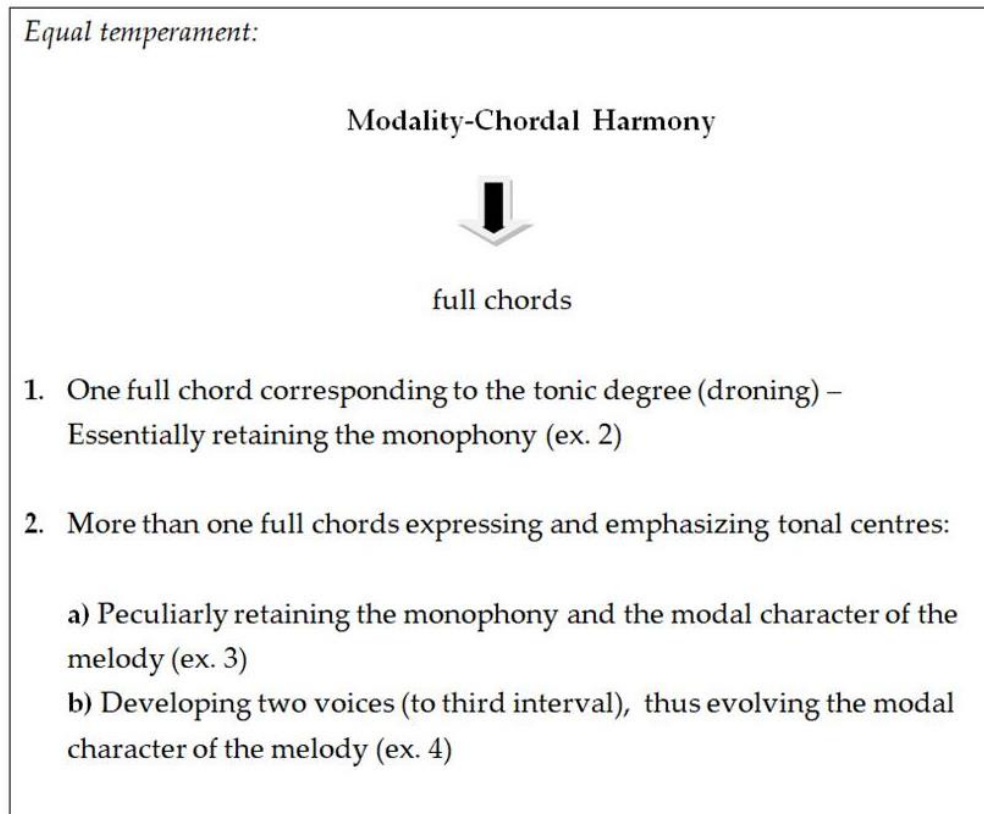 Equal temperament:
Modality-Chordal Harmony
full chords
1. One full chord corresponding to the tonic degree (droning) –
Essentially retaining the monophony (ex. 2)
2. More than one full chords expressing and emphasizing tonal centres:
a) Peculiarly retaining the monophony and the modal character of the
melody (ex. 3)
b) Developing two voices (to third interval), thus evolving the modal
character of the melody (ex. 4)